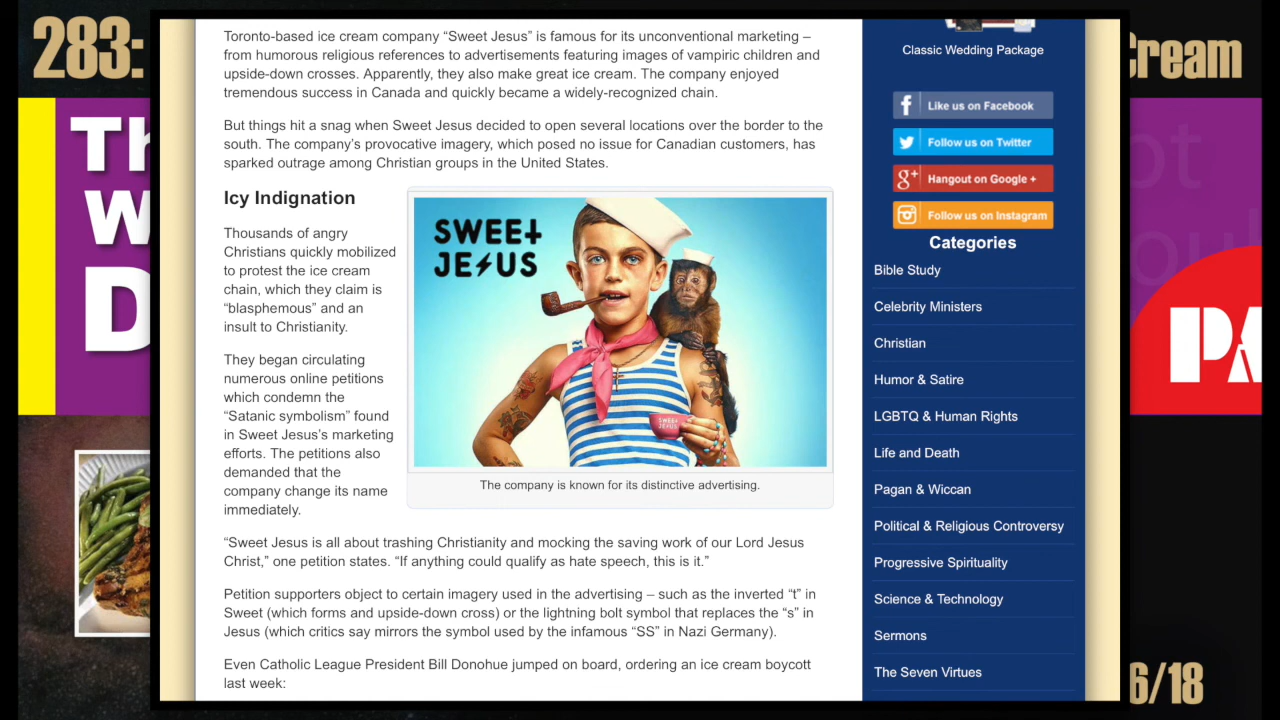 283:
Cream
Th
W
D
ot
oul
PA
6/18
Toronto-based ice cream company “Sweet Jesus” is famous for its unconventional marketing –
from humorous religious references to advertisements featuring images of vampiric children and
upside-down crosses. Apparently, they also make great ice cream. The company enjoyed
tremendous success in Canada and quickly became a widely-recognized chain.
But things hit a snag when Sweet Jesus decided to open several locations over the border to the
south. The company’s provocative imagery, which posed no issue for Canadian customers, has
sparked outrage among Christian groups in the United States.
Icy Indignation
Thousands of angry
Christians quickly mobilized
to protest the ice cream
chain, which they claim is
“blasphemous” and an
insult to Christianity.
They began circulating
numerous online petitions
which condemn the
“Satanic symbolism” found
in Sweet Jesus’s marketing
efforts. The petitions also
demanded that the
company change its name
immediately.
SWEET
JESUS
SWEET
JESUS
The company is known for its distinctive advertising.
“Sweet Jesus is all about trashing Christianity and mocking the saving work of our Lord Jesus
Christ,” one petition states. “If anything could qualify as hate speech, this is it.”
Petition supporters object to certain imagery used in the advertising – such as the inverted “t” in
Sweet (which forms and upside-down cross) or the lightning bolt symbol that replaces the “s” in
Jesus (which critics say mirrors the symbol used by the infamous “SS” in Nazi Germany).
Even Catholic League President Bill Donohue jumped on board, ordering an ice cream boycott
last week:
Classic Wedding Package
f Like us on Facebook
Follow us on Twitter
g+ Hangout on Google +
Follow us on Instagram
Categories
Bible Study
Celebrity Ministers
Christian
Humor & Satire
LGBTQ & Human Rights
Life and Death
Pagan & Wiccan
Political & Religious Controversy
Progressive Spirituality
Science & Technology
Sermons
The Seven Virtues